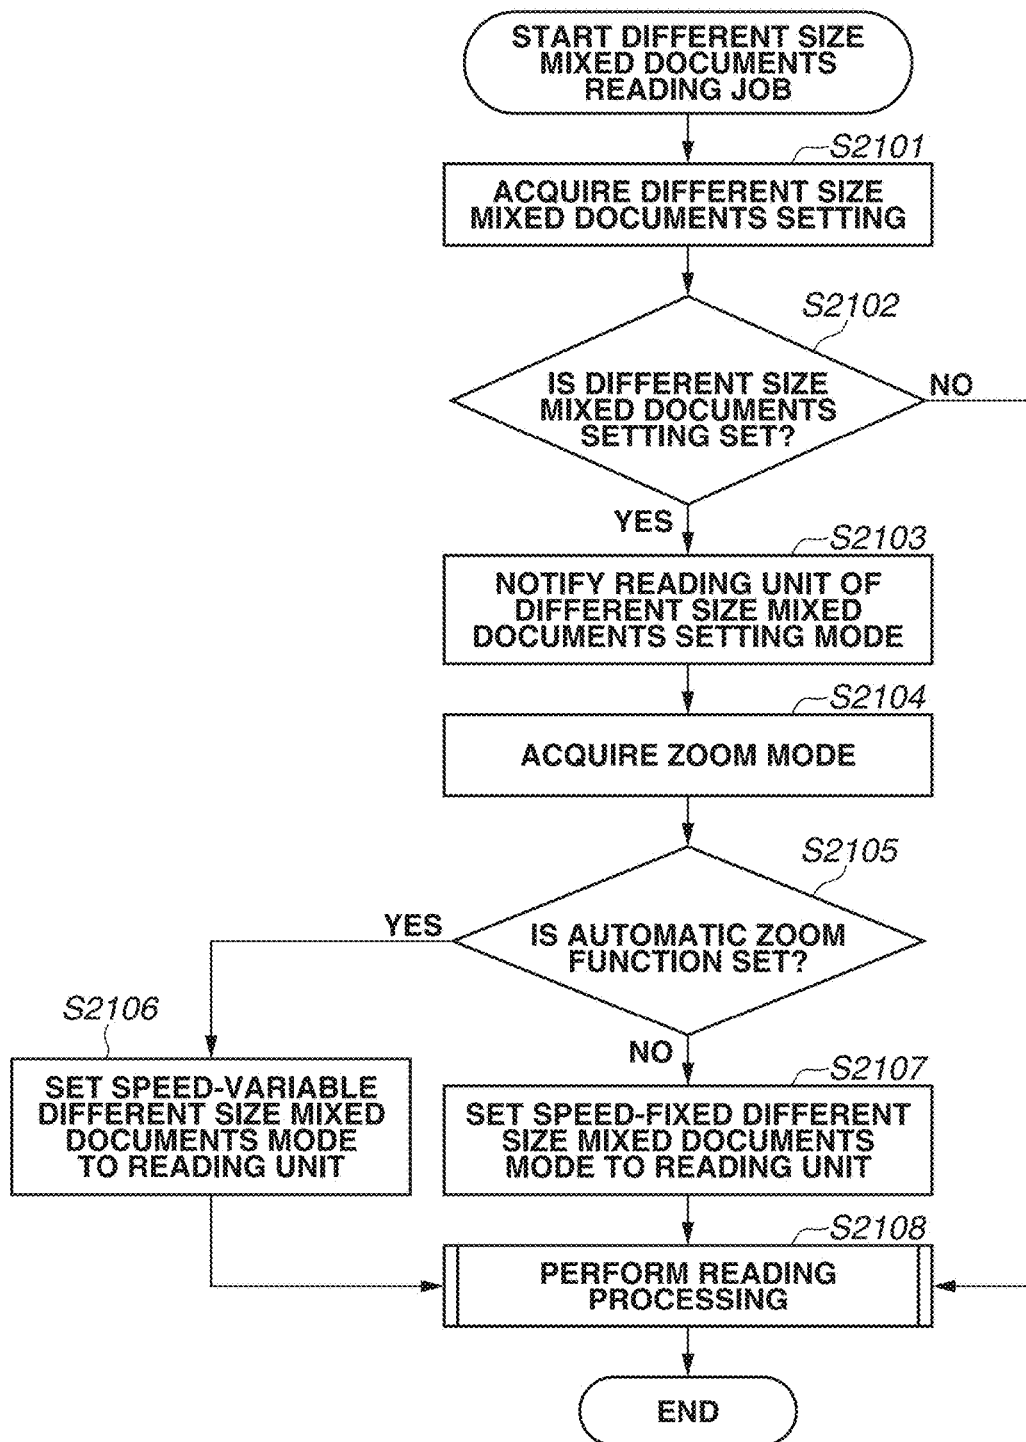 START DIFFERENT SIZE
MIXED DOCUMENTS
READING JOB
S2101
ACQUIRE DIFFERENT SIZE
MIXED DOCUMENTS SETTING
S2102
IS DIFFERENT SIZE
MIXED DOCUMENTS
SETTING SET?
NO
YES
S2103
NOTIFY READING UNIT OF
DIFFERENT SIZE MIXED
DOCUMENTS SETTING MODE
S2104
ACQUIRE ZOOM MODE
S2105
YES
IS AUTOMATIC ZOOM
FUNCTION SET?
NO
S2106
SET SPEED-VARIABLE
DIFFERENT SIZE MIXED
DOCUMENTS MODE
TO READING UNIT
S2107
SET SPEED-FIXED DIFFERENT
SIZE MIXED DOCUMENTS
MODE TO READING UNIT
S2108
PERFORM READING
PROCESSING
END